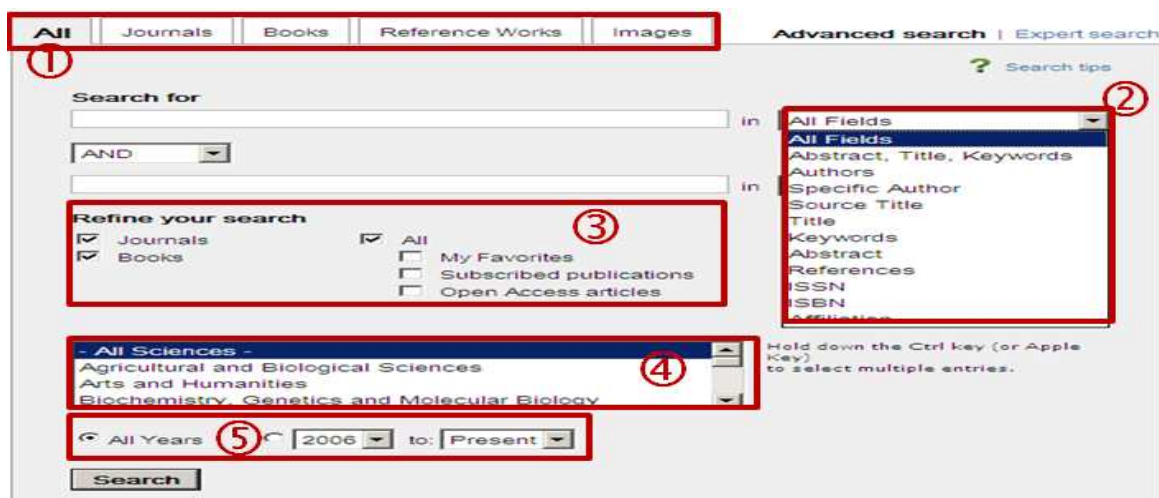 All Journals Books Reference Works Images Advanced search | Expert search
① ? Search tips
Search for ②
in All Fields
All Fields
AND Abstract, Title, Keywords
Authors
in Specific Author
Source Title
Refine your search ③ Title
Journals All Keywords
Books My Favorites Abstract
Subscribed publications References
Open Access articles ISSN
ISBN
Affiliation
- All Sciences - Hold down the Ctrl key (or Apple
Agricultural and Biological Sciences ④ Key)
Arts and Humanities to select multiple entries.
Biochemistry, Genetics and Molecular Biology
All Years ⑤ 2006 to: Present
Search